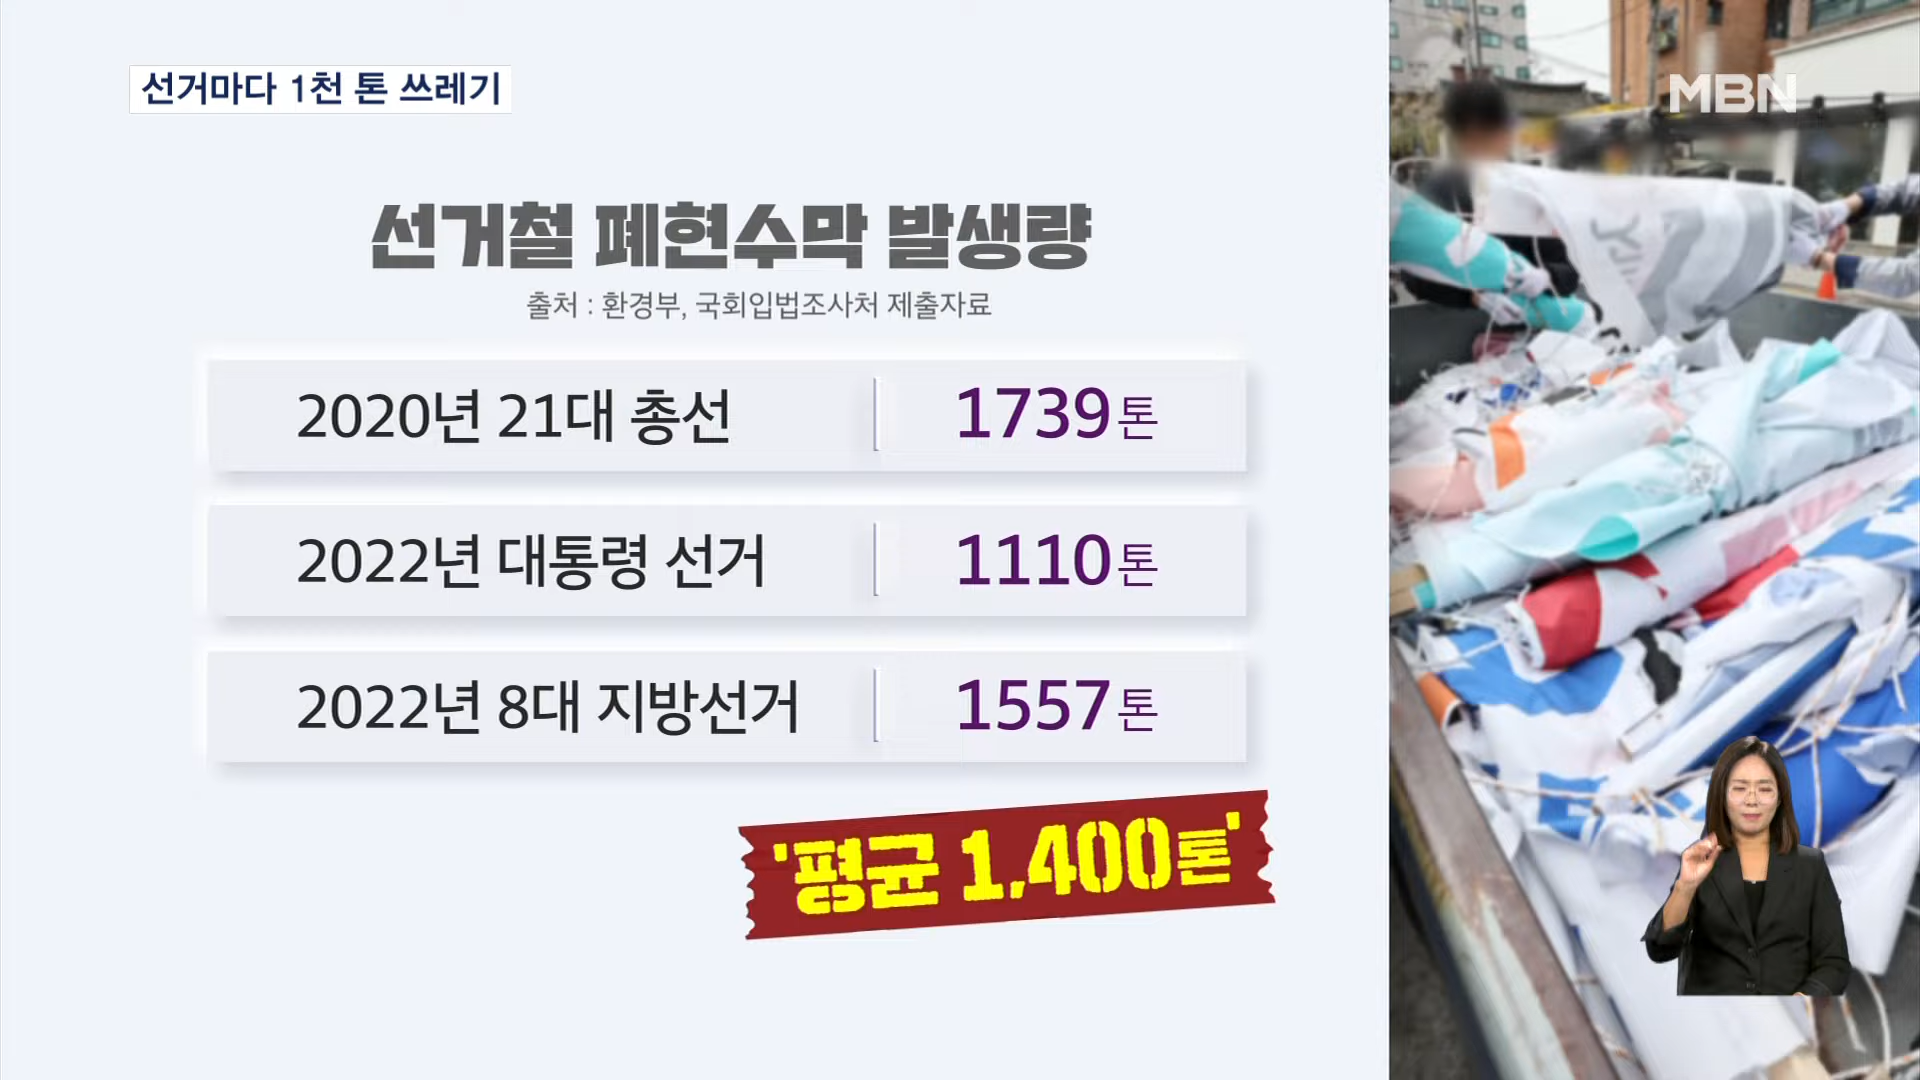 선거마다 1천 톤 쓰레기
MBN
선거철 폐현수막 발생량
출처 : 환경부, 국회입법조사처 제출자료
2020년 21대 총선 1739톤
2022년 대통령 선거 1110톤
2022년 8대 지방선거 1557톤
'평균 1,400톤'